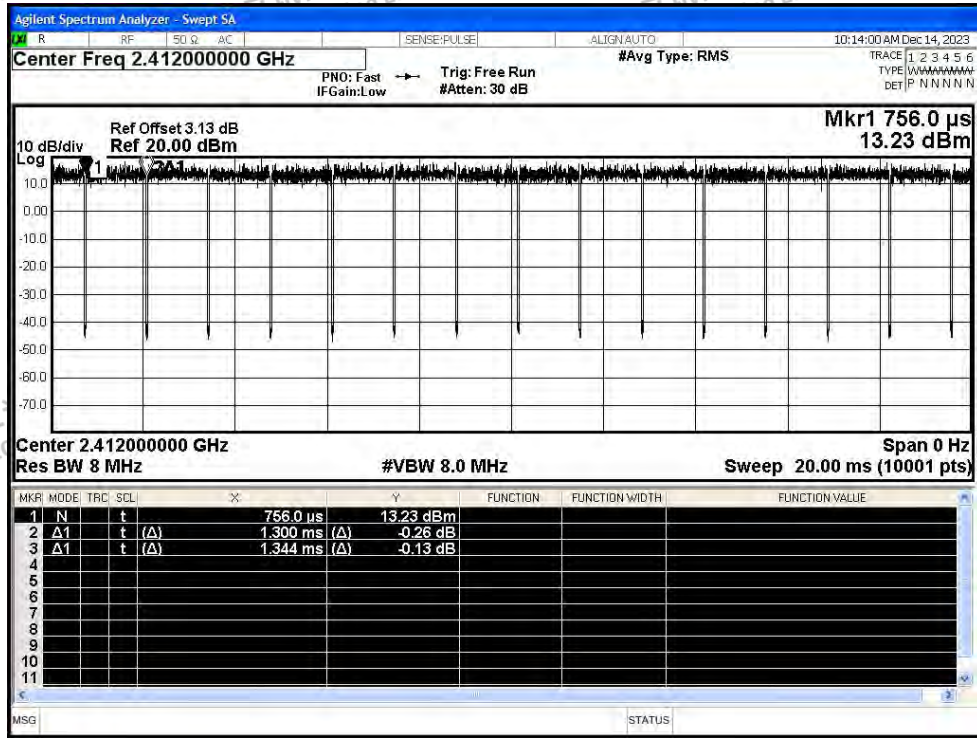 Agilent Spectrum Analyzer - Swept SA
LXI R RF 50 Ω AC SENSE:PULSE ALIGN AUTO 10:14:00 AM Dec 14, 2023
Center Freq 2.412000000 GHz #Avg Type: RMS TRACE 1 2 3 4 5 6
PNO: Fast Trig: Free Run TYPE WWWWWW
IFGain:Low #Atten: 30 dB DET P N N N N N
Mkr1 756.0 µs
Ref Offset 3.13 dB
10 dB/div Ref 20.00 dBm 13.23 dBm
Log
1
10.0
0.00
-10.0
-20.0
-30.0
-40.0
-50.0
-60.0
-70.0
Center 2.412000000 GHz Span 0 Hz
Res BW 8 MHz #VBW 8.0 MHz Sweep 20.00 ms (10001 pts)
MKR MODE TRC SCL X Y FUNCTION FUNCTION WIDTH FUNCTION VALUE
1 N t 756.0 µs 13.23 dBm
2 Δ1 t (Δ) 1.300 ms (Δ) -0.26 dB
3 Δ1 t (Δ) 1.344 ms (Δ) -0.13 dB
4
5
6
7
8
9
10
11
MSG STATUS